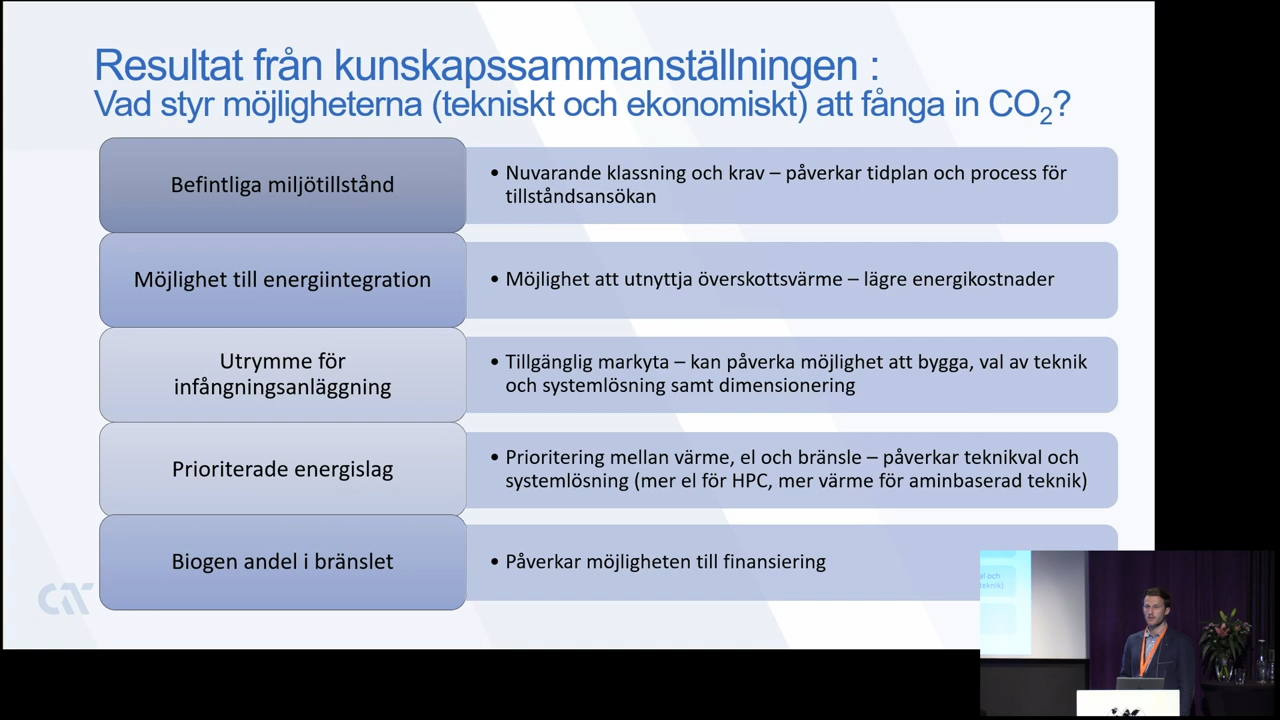 Resultat från kunskapssammanställningen :
Vad styr möjligheterna (tekniskt och ekonomiskt) att fånga in CO2?
Befintliga miljötillstånd
• Nuvarande klassning och krav – påverkar tidplan och process för
tillståndsansökan
Möjlighet till energiintegration
• Möjlighet att utnyttja överskottsvärme – lägre energikostnader
Utrymme för
infångningsanläggning
• Tillgänglig markyta – kan påverka möjlighet att bygga, val av teknik
och systemlösning samt dimensionering
Prioriterade energislag
• Prioritering mellan värme, el och bränsle – påverkar teknikval och
systemlösning (mer el för HPC, mer värme för aminbaserad teknik)
Biogen andel i bränslet
• Påverkar möjligheten till finansiering